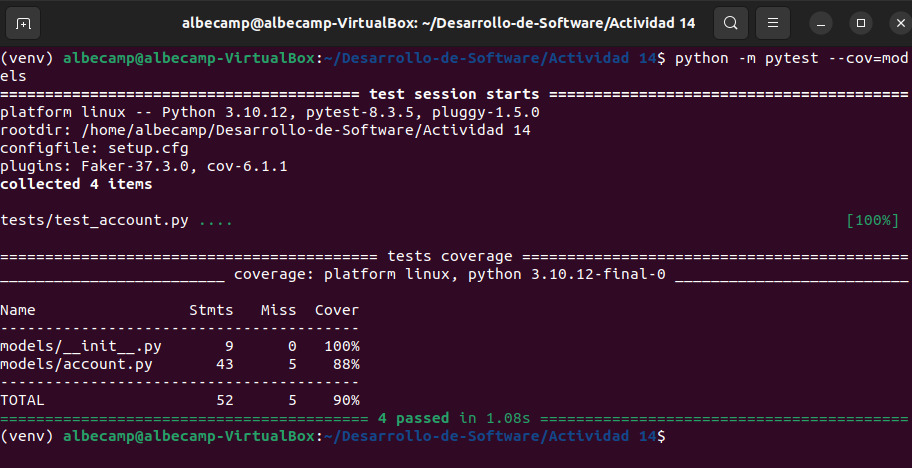 albecamp@albecamp-VirtualBox: ~/Desarrollo-de-Software/Actividad 14
(venv) albecamp@albecamp-VirtualBox:~/Desarrollo-de-Software/Actividad 14$ python -m pytest --cov=mod
els
======================================== test session starts ========================================
platform linux -- Python 3.10.12, pytest-8.3.5, pluggy-1.5.0
rootdir: /home/albecamp/Desarrollo-de-Software/Actividad 14
configfile: setup.cfg
plugins: Faker-37.3.0, cov-6.1.1
collected 4 items
tests/test_account.py .... [100%]
========================================== tests coverage ===========================================
_________________________ coverage: platform linux, python 3.10.12-final-0 __________________________
Name                 Stmts   Miss  Cover
----------------------------------------
models/__init__.py       9      0   100%
models/account.py       43      5    88%
----------------------------------------
TOTAL                   52      5    90%
========================================= 4 passed in 1.08s =========================================
(venv) albecamp@albecamp-VirtualBox:~/Desarrollo-de-Software/Actividad 14$